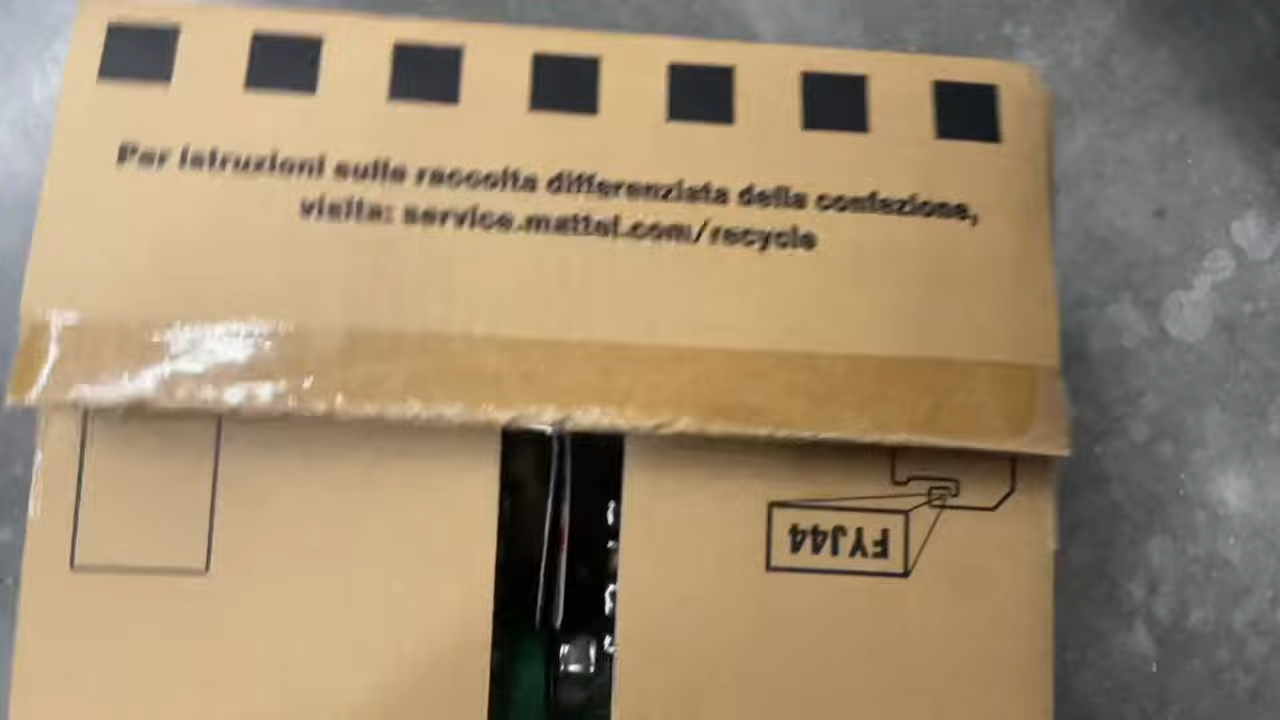 Per istruzioni sulla raccolta differenziata della confezione,
visita: service.mattel.com/recycle
FYJ44